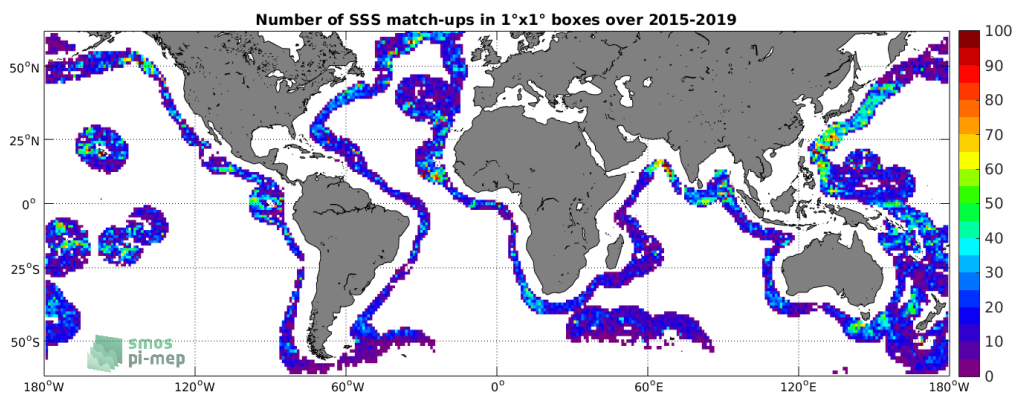 Number of SSS match-ups in 1°x1° boxes over 2015-2019
50°N
25°N
0°
25°S
50°S
180°W
120°W
60°W
0°
60°E
120°E
180°W
100
90
80
70
60
50
40
30
20
10
0
smos
pi-mep